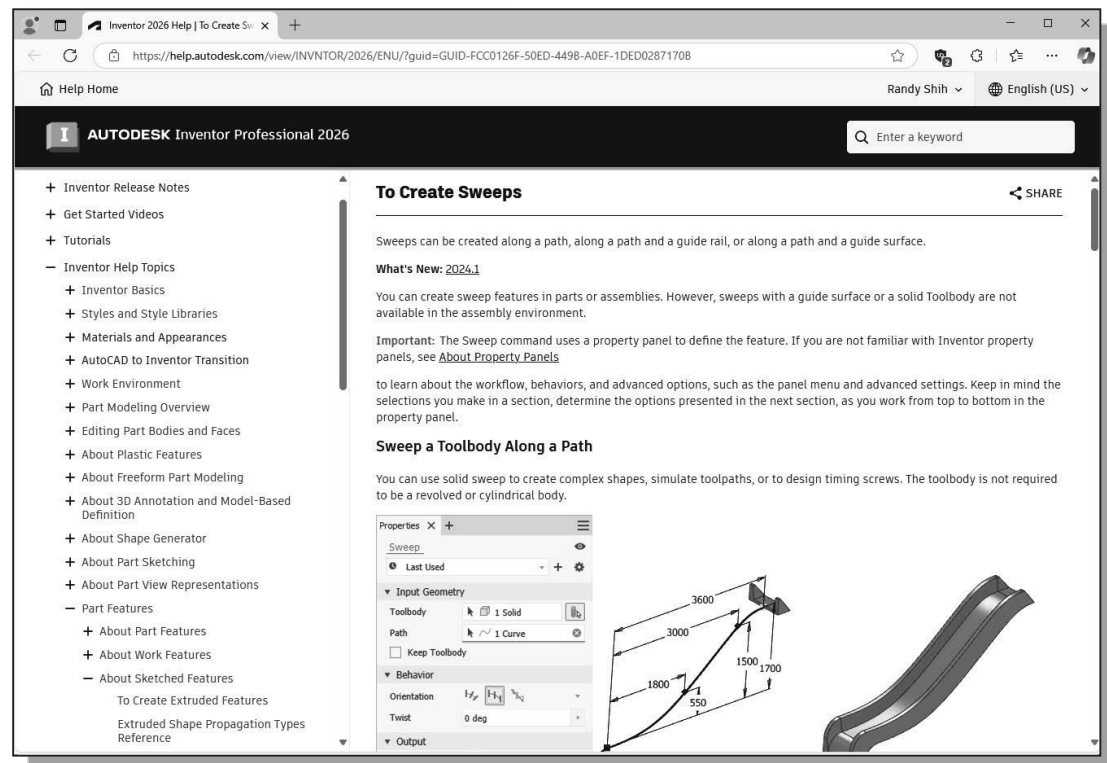 Inventor 2026 Help | To Create Sw
https://help.autodesk.com/view/INVNTOR/2026/ENU/?guid=GUID-FCC0126F-50ED-449B-A0EF-1DED0287170B
2
Help Home
Randy Shih
English (US)
I
AUTODESK Inventor Professional 2026
Enter a keyword
Inventor Release Notes
Get Started Videos
Tutorials
Inventor Help Topics
Inventor Basics
Styles and Style Libraries
Materials and Appearances
AutoCAD to Inventor Transition
Work Environment
Part Modeling Overview
Editing Part Bodies and Faces
About Plastic Features
About Freeform Part Modeling
About 3D Annotation and Model-Based
Definition
About Shape Generator
About Part Sketching
About Part View Representations
Part Features
About Part Features
About Work Features
About Sketched Features
To Create Extruded Features
Extruded Shape Propagation Types
Reference
To Create Sweeps
SHARE
Sweeps can be created along a path, along a path and a guide rail, or along a path and a guide surface.
What's New: 2024.1
You can create sweep features in parts or assemblies. However, sweeps with a guide surface or a solid Toolbody are not
available in the assembly environment.
Important: The Sweep command uses a property panel to define the feature. If you are not familiar with Inventor property
panels, see About Property Panels
to learn about the workflow, behaviors, and advanced options, such as the panel menu and advanced settings. Keep in mind the
selections you make in a section, determine the options presented in the next section, as you work from top to bottom in the
property panel.
Sweep a Toolbody Along a Path
You can use solid sweep to create complex shapes, simulate toolpaths, or to design timing screws. The toolbody is not required
to be a revolved or cylindrical body.
Properties
Sweep
Last Used
Input Geometry
Toolbody
1 Solid
Path
1 Curve
Keep Toolbody
Behavior
Orientation
Twist
0 deg
Output
3600
3000
1800
1500
1700
550